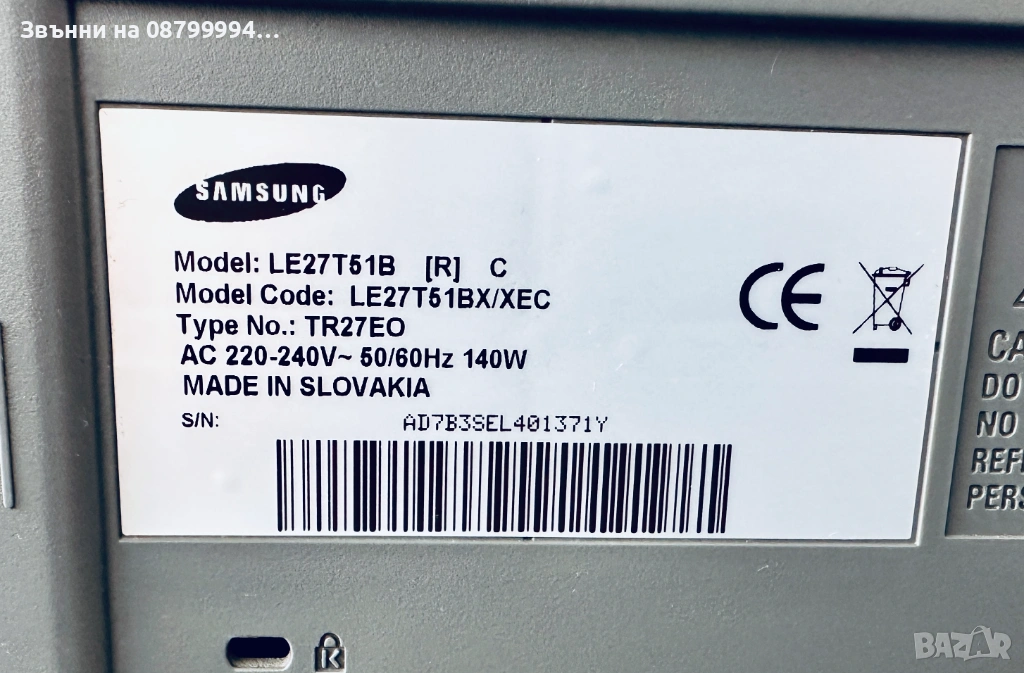 Звънни на 08799994...
SAMSUNG
Model: LE27T51B [R] C
Model Code: LE27T51BX/XEC
Type No.: TR27EO
AC 220-240V~ 50/60Hz 140W
MADE IN SLOVAKIA
S/N: AD7B3SEL401371Y
CE
CA
DO
NO
REF
PERS
BAZAR